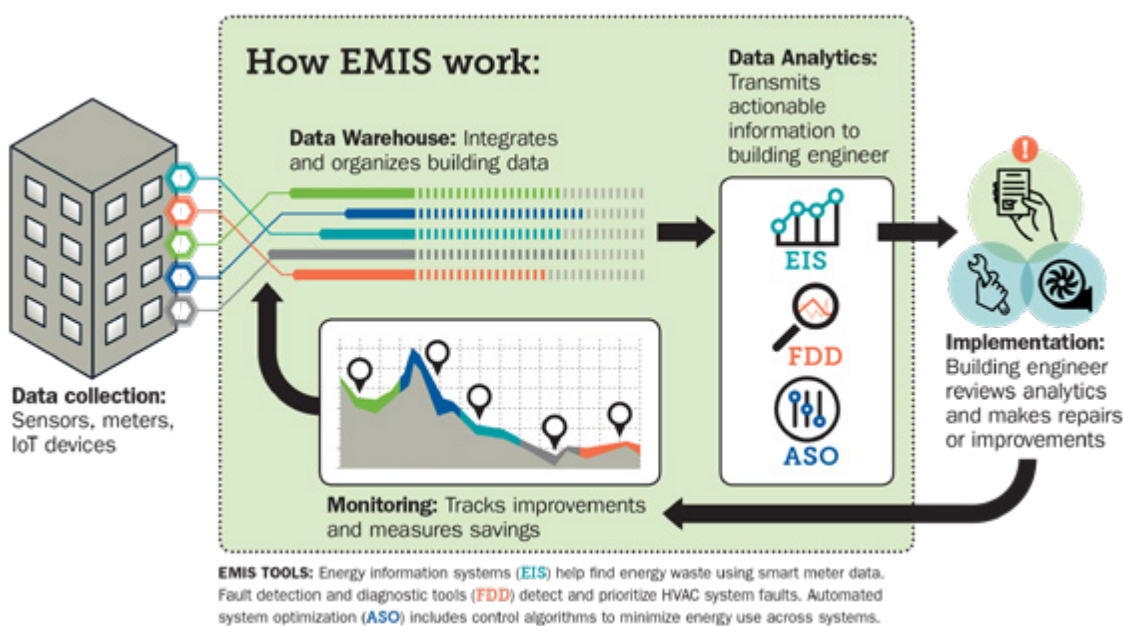 How EMIS work:
Data Warehouse: Integrates
and organizes building data
Data Analytics:
Transmits
actionable
information to
building engineer
EIS
FDD
ASO
!
Data collection:
Sensors, meters,
IoT devices
Implementation:
Building engineer
reviews analytics
and makes repairs
or improvements
Monitoring: Tracks improvements
and measures savings
EMIS TOOLS: Energy information systems (EIS) help find energy waste using smart meter data.
Fault detection and diagnostic tools (FDD) detect and prioritize HVAC system faults. Automated
system optimization (ASO) includes control algorithms to minimize energy use across systems.